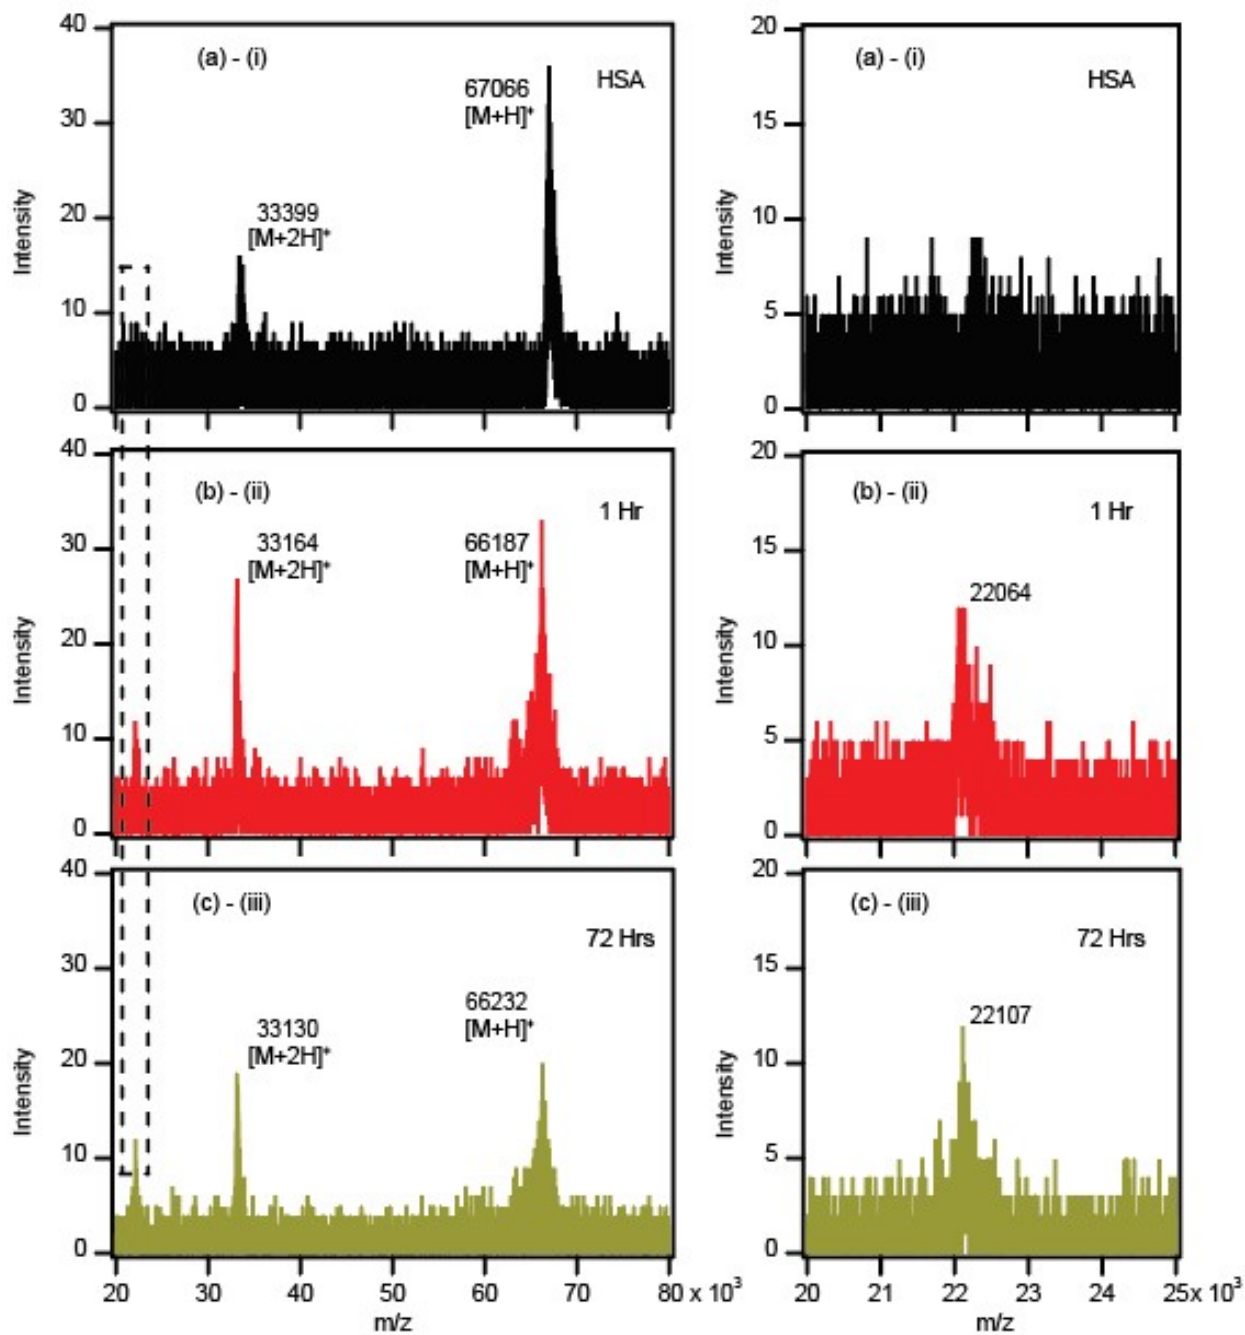 40
30
20
10
0
Intensity
(a) - (i)
HSA
67066
[M+H]⁺
33399
[M+2H]⁺
20
15
10
5
0
Intensity
(a) - (i)
HSA
40
30
20
10
0
Intensity
(b) - (ii)
1 Hr
33164
[M+2H]⁺
66187
[M+H]⁺
20
15
10
5
0
Intensity
(b) - (ii)
1 Hr
22064
40
30
20
10
0
Intensity
(c) - (iii)
72 Hrs
66232
[M+H]⁺
33130
[M+2H]⁺
20 30 40 50 60 70 80 x 10³
m/z
20
15
10
5
0
Intensity
(c) - (iii)
72 Hrs
22107
20 21 22 23 24 25x 10³
m/z